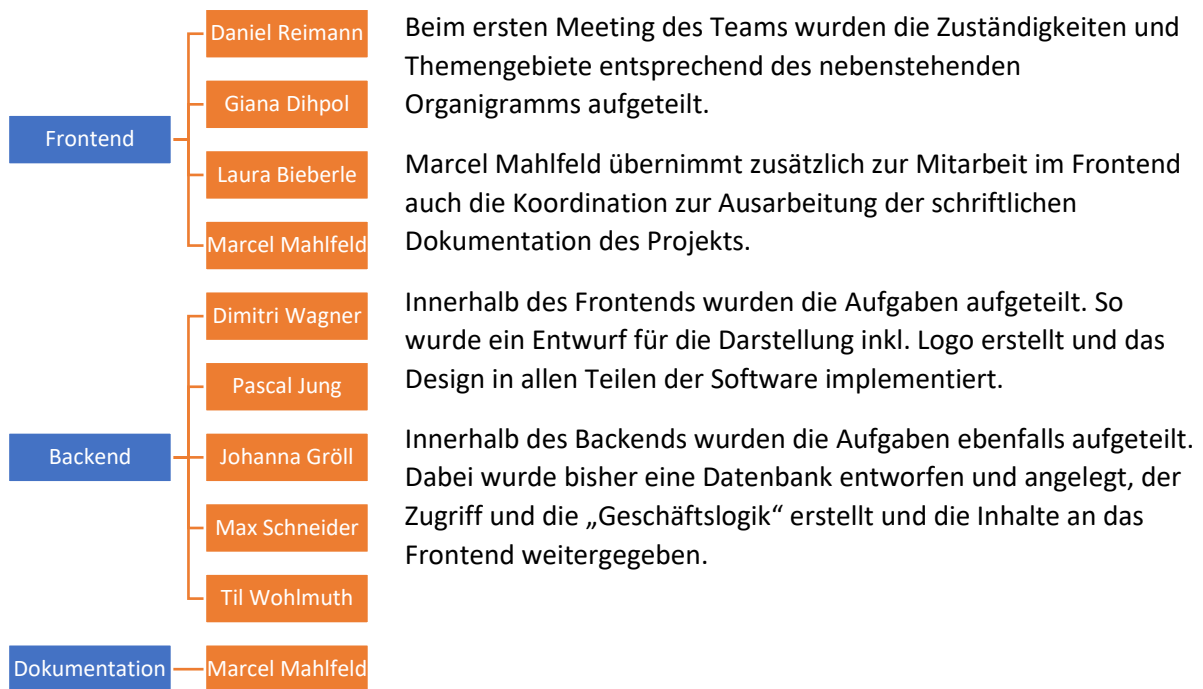 Frontend
Daniel Reimann
Giana Dihpol
Laura Bieberle
Marcel Mahlfeld
Backend
Dimitri Wagner
Pascal Jung
Johanna Gröll
Max Schneider
Til Wohlmuth
Dokumentation
Marcel Mahlfeld
Beim ersten Meeting des Teams wurden die Zuständigkeiten und
Themengebiete entsprechend des nebenstehenden
Organigramms aufgeteilt.
Marcel Mahlfeld übernimmt zusätzlich zur Mitarbeit im Frontend
auch die Koordination zur Ausarbeitung der schriftlichen
Dokumentation des Projekts.
Innerhalb des Frontends wurden die Aufgaben aufgeteilt. So
wurde ein Entwurf für die Darstellung inkl. Logo erstellt und das
Design in allen Teilen der Software implementiert.
Innerhalb des Backends wurden die Aufgaben ebenfalls aufgeteilt.
Dabei wurde bisher eine Datenbank entworfen und angelegt, der
Zugriff und die „Geschäftslogik“ erstellt und die Inhalte an das
Frontend weitergegeben.